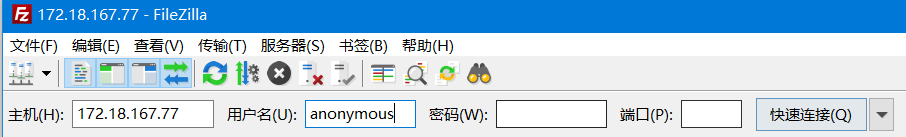 Fz 172.18.167.77 - FileZilla
文件(F) 编辑(E) 查看(V) 传输(T) 服务器(S) 书签(B) 帮助(H)
主机(H): 172.18.167.77 用户名(U): anonymous 密码(W): 端口(P): 快速连接(Q)